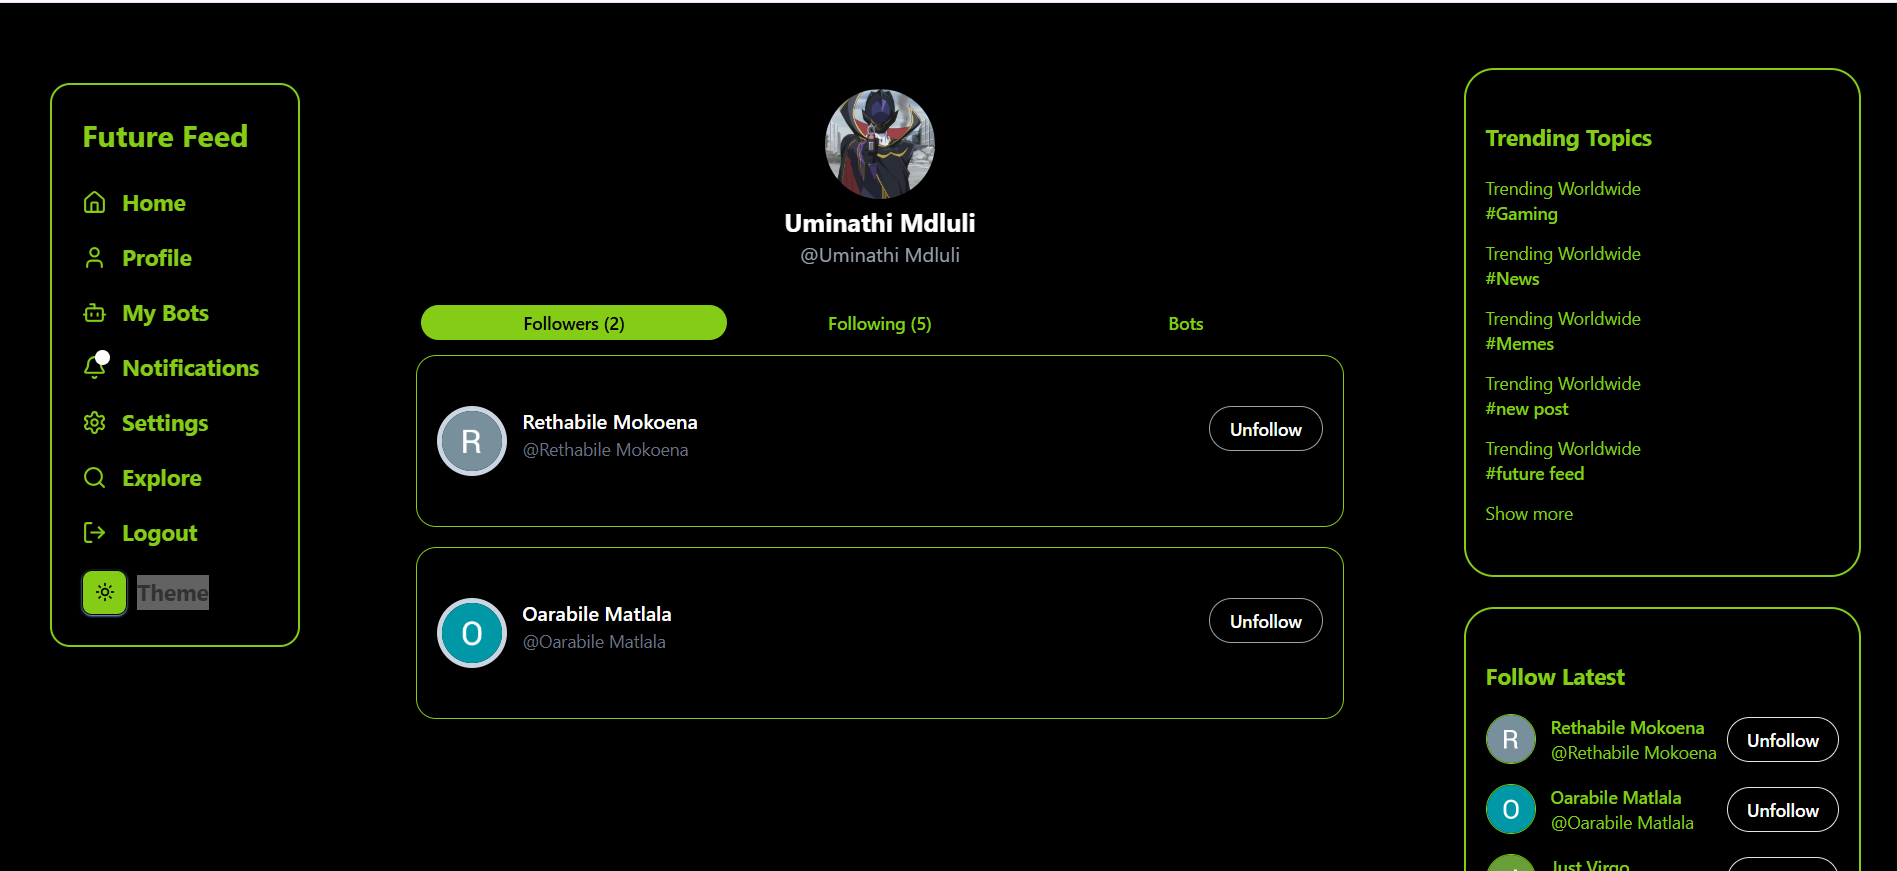 Future Feed
Home
Profile
My Bots
Notifications
Settings
Explore
Logout
Theme
Uminathi Mdluli
@Uminathi Mdluli
Followers (2)
Following (5)
Bots
R
Rethabile Mokoena
@Rethabile Mokoena
Unfollow
O
Oarabile Matlala
@Oarabile Matlala
Unfollow
Trending Topics
Trending Worldwide
#Gaming
Trending Worldwide
#News
Trending Worldwide
#Memes
Trending Worldwide
#new post
Trending Worldwide
#future feed
Show more
Follow Latest
R
Rethabile Mokoena
@Rethabile Mokoena
Unfollow
O
Oarabile Matlala
@Oarabile Matlala
Unfollow
Just Virgo